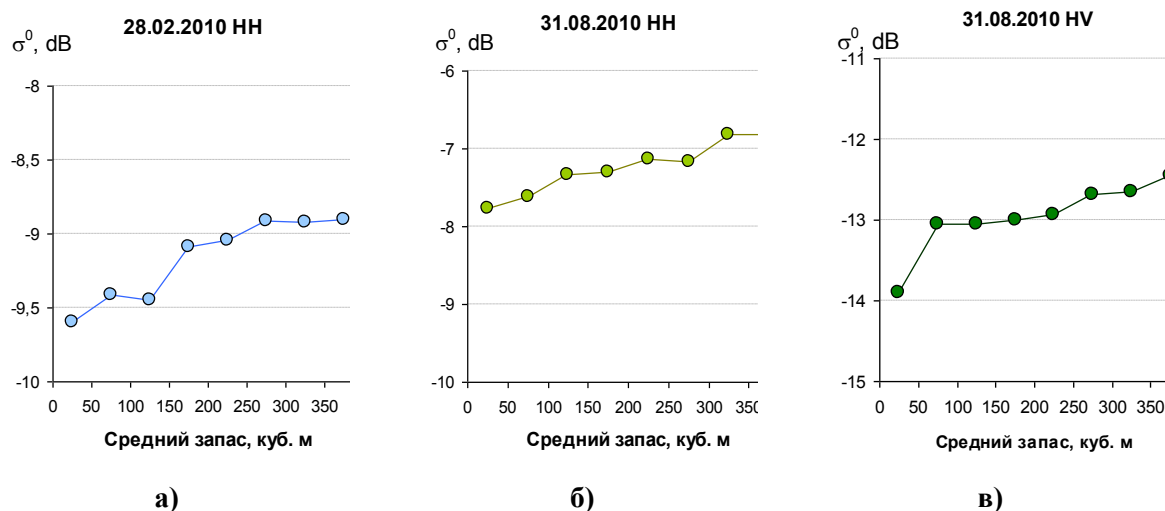 28.02.2010 HH
σ⁰, dB
-8
-8,5
-9
-9,5
-10
0 50 100 150 200 250 300 350
Средний запас, куб. м
а)
31.08.2010 HH
σ⁰, dB
-6
-7
-8
-9
-10
0 50 100 150 200 250 300 350
Средний запас, куб. м
б)
31.08.2010 HV
σ⁰, dB
-11
-12
-13
-14
-15
0 50 100 150 200 250 300 350
Средний запас, куб. м
в)